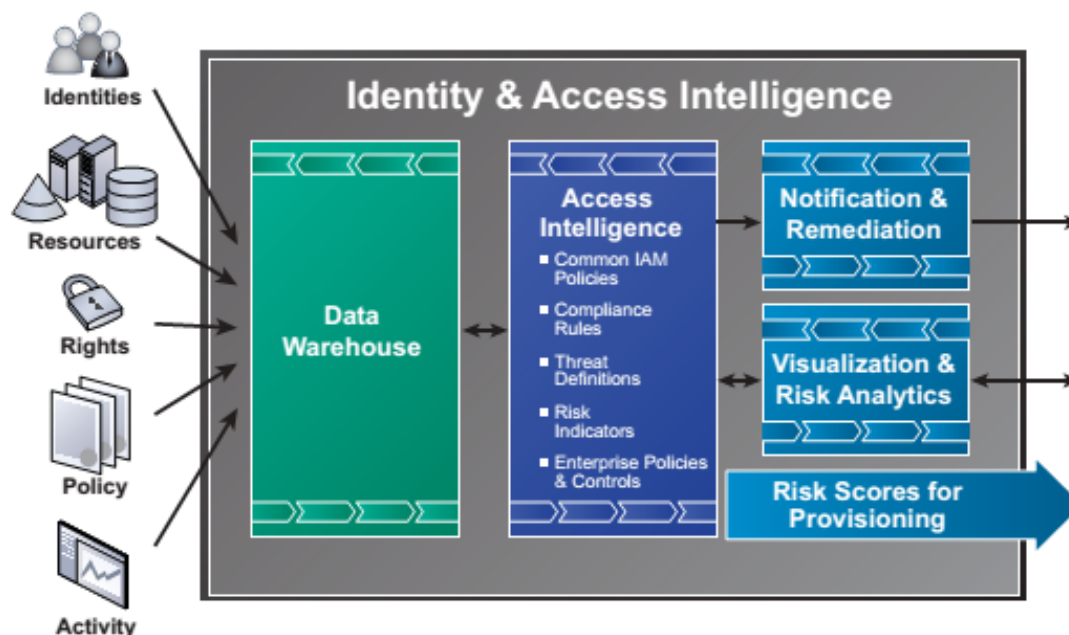 Identities
Resources
Rights
Policy
Activity
Identity & Access Intelligence
Data
Warehouse
Access
Intelligence
Common IAM
Policies
Compliance
Rules
Threat
Definitions
Risk
Indicators
Enterprise Policies
& Controls
Notification &
Remediation
Visualization &
Risk Analytics
Risk Scores for
Provisioning